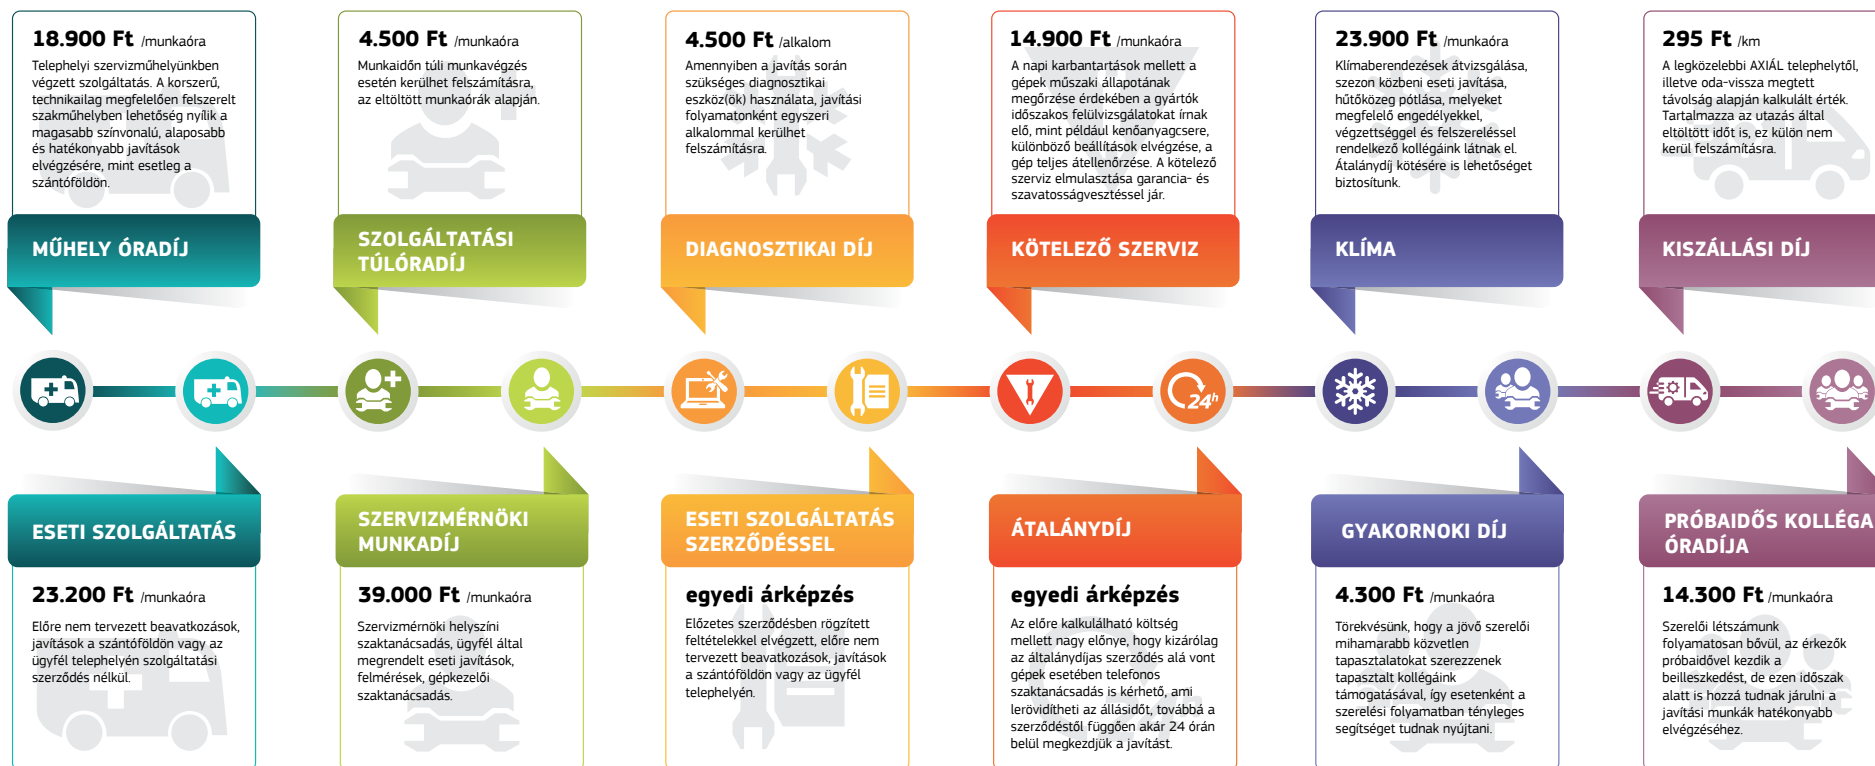 18.900 Ft /munkaóra
Telephelyi szervizműhelyünkben
végzett szolgáltatás. A korszerű,
technikailag megfelelően felszerelt
szakműhelyben lehetőség nyílik a
magasabb színvonalú, alaposabb
és hatékonyabb javítások
elvégzésére, mint esetleg a
szántóföldön.
MŰHELY ÓRADÍJ
4.500 Ft /munkaóra
Munkaidőn túli munkavégzés
esetén kerülhet felszámításra,
az eltöltött munkaórák alapján.
SZOLGÁLTATÁSI
TÚLÓRADÍJ
4.500 Ft /alkalom
Amennyiben a javítás során
szükséges diagnosztikai
eszköz(ök) használata, javítási
folyamatonként egyszeri
alkalommal kerülhet
felszámításra.
DIAGNOSZTIKAI DÍJ
14.900 Ft /munkaóra
A napi karbantartások mellett a
gépek műszaki állapotának
megőrzése érdekében a gyártók
időszakos felülvizsgálatokat írnak
elő, mint például kenőanyagcsere,
különböző beállítások elvégzése, a
gép teljes átellenőrzése. A kötelező
szerviz elmulasztása garancia- és
szavatosságvesztéssel jár.
KÖTELEZŐ SZERVIZ
23.900 Ft /munkaóra
Klímaberendezések átvizsgálása,
szezon közbeni eseti javítása,
hűtőközeg pótlása, melyeket
megfelelő engedélyekkel,
végzettséggel és felszereléssel
rendelkező kollégáink látnak el.
Átalánydíj kötésére is lehetőséget
biztosítunk.
KLÍMA
295 Ft /km
A legközelebbi AXIÁL telephelytől,
illetve oda-vissza megtett
távolság alapján kalkulált érték.
Tartalmazza az utazás által
eltöltött időt is, ez külön nem
kerül felszámításra.
KISZÁLLÁSI DÍJ
24h
ESETI SZOLGÁLTATÁS
23.200 Ft /munkaóra
Előre nem tervezett beavatkozások,
javítások a szántóföldön vagy az
ügyfél telephelyén szolgáltatási
szerződés nélkül.
SZERVIZMÉRNÖKI
MUNKADÍJ
39.000 Ft /munkaóra
Szervizmérnöki helyszíni
szaktanácsadás, ügyfél által
megrendelt eseti javítások,
felmérések, gépkezelői
szaktanácsadás.
ESETI SZOLGÁLTATÁS
SZERZŐDÉSSEL
egyedi árképzés
Előzetes szerződésben rögzített
feltételekkel elvégzett, előre nem
tervezett beavatkozások, javítások
a szántóföldön vagy az ügyfél
telephelyén.
ÁTALÁNYDÍJ
egyedi árképzés
Az előre kalkulálható költség
mellett nagy előnye, hogy kizárólag
az általánydíjas szerződés alá vont
gépek esetében telefonos
szaktanácsadás is kérhető, ami
lerövidítheti az állásidőt, továbbá a
szerződéstől függően akár 24 órán
belül megkezdjük a javítást.
GYAKORNOKI DÍJ
4.300 Ft /munkaóra
Törekvésünk, hogy a jövő szerelői
mihamarabb közvetlen
tapasztalatokat szerezzenek
tapasztalt kollégáink
támogatásával, így esetenként a
szerelési folyamatban tényleges
segítséget tudnak nyújtani.
PRÓBAIDŐS KOLLÉGA
ÓRADÍJA
14.300 Ft /munkaóra
Szerelői létszámunk
folyamatosan bővül, az érkezők
próbaidővel kezdik a
beilleszkedést, de ezen időszak
alatt is hozzá tudnak járulni a
javítási munkák hatékonyabb
elvégzéséhez.